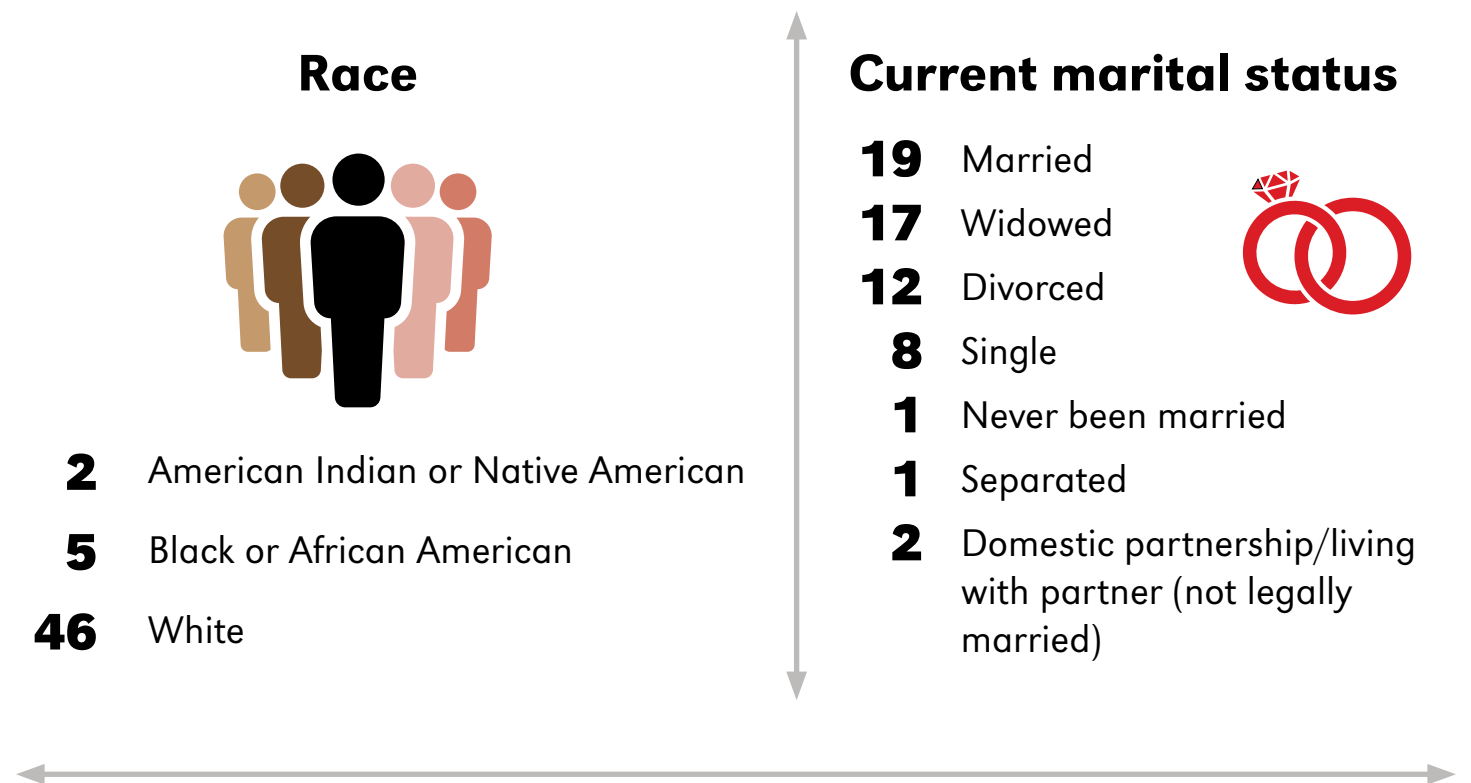 Race
2 American Indian or Native American
5 Black or African American
46 White
Current marital status
19 Married
17 Widowed
12 Divorced
8 Single
1 Never been married
1 Separated
2 Domestic partnership/living
with partner (not legally
married)